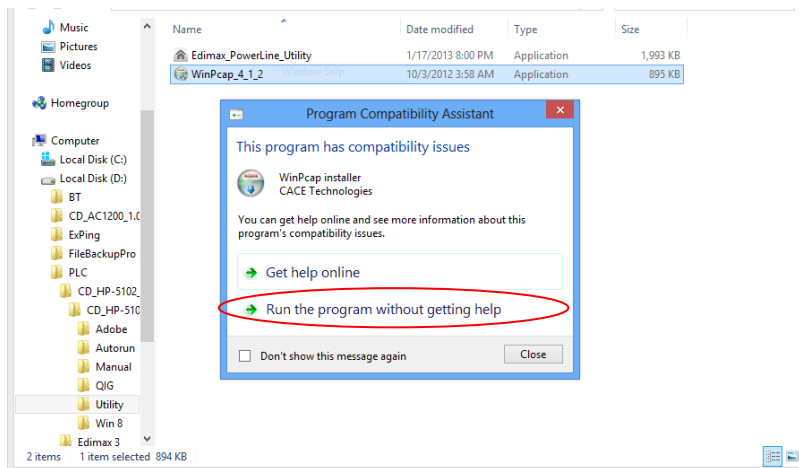 Music
Pictures
Videos
Homegroup
Computer
Local Disk (C:)
Local Disk (D:)
BT
CD_AC1200_1.0
ExPing
FileBackupPro
PLC
CD_HP-5102_
CD_HP-510
Adobe
Autorun
Manual
QIG
Utility
Win 8
Edimax 3
Name Date modified Type Size
Edimax_PowerLine_Utility 1/17/2013 8:00 PM Application 1,993 KB
WinPcap_4_1_2 Window Snip 10/3/2012 3:58 AM Application 895 KB
Program Compatibility Assistant
This program has compatibility issues
WinPcap installer
CACE Technologies
You can get help online and see more information about this
program's compatibility issues.
Get help online
Run the program without getting help
Don't show this message again Close
2 items 1 item selected 894 KB